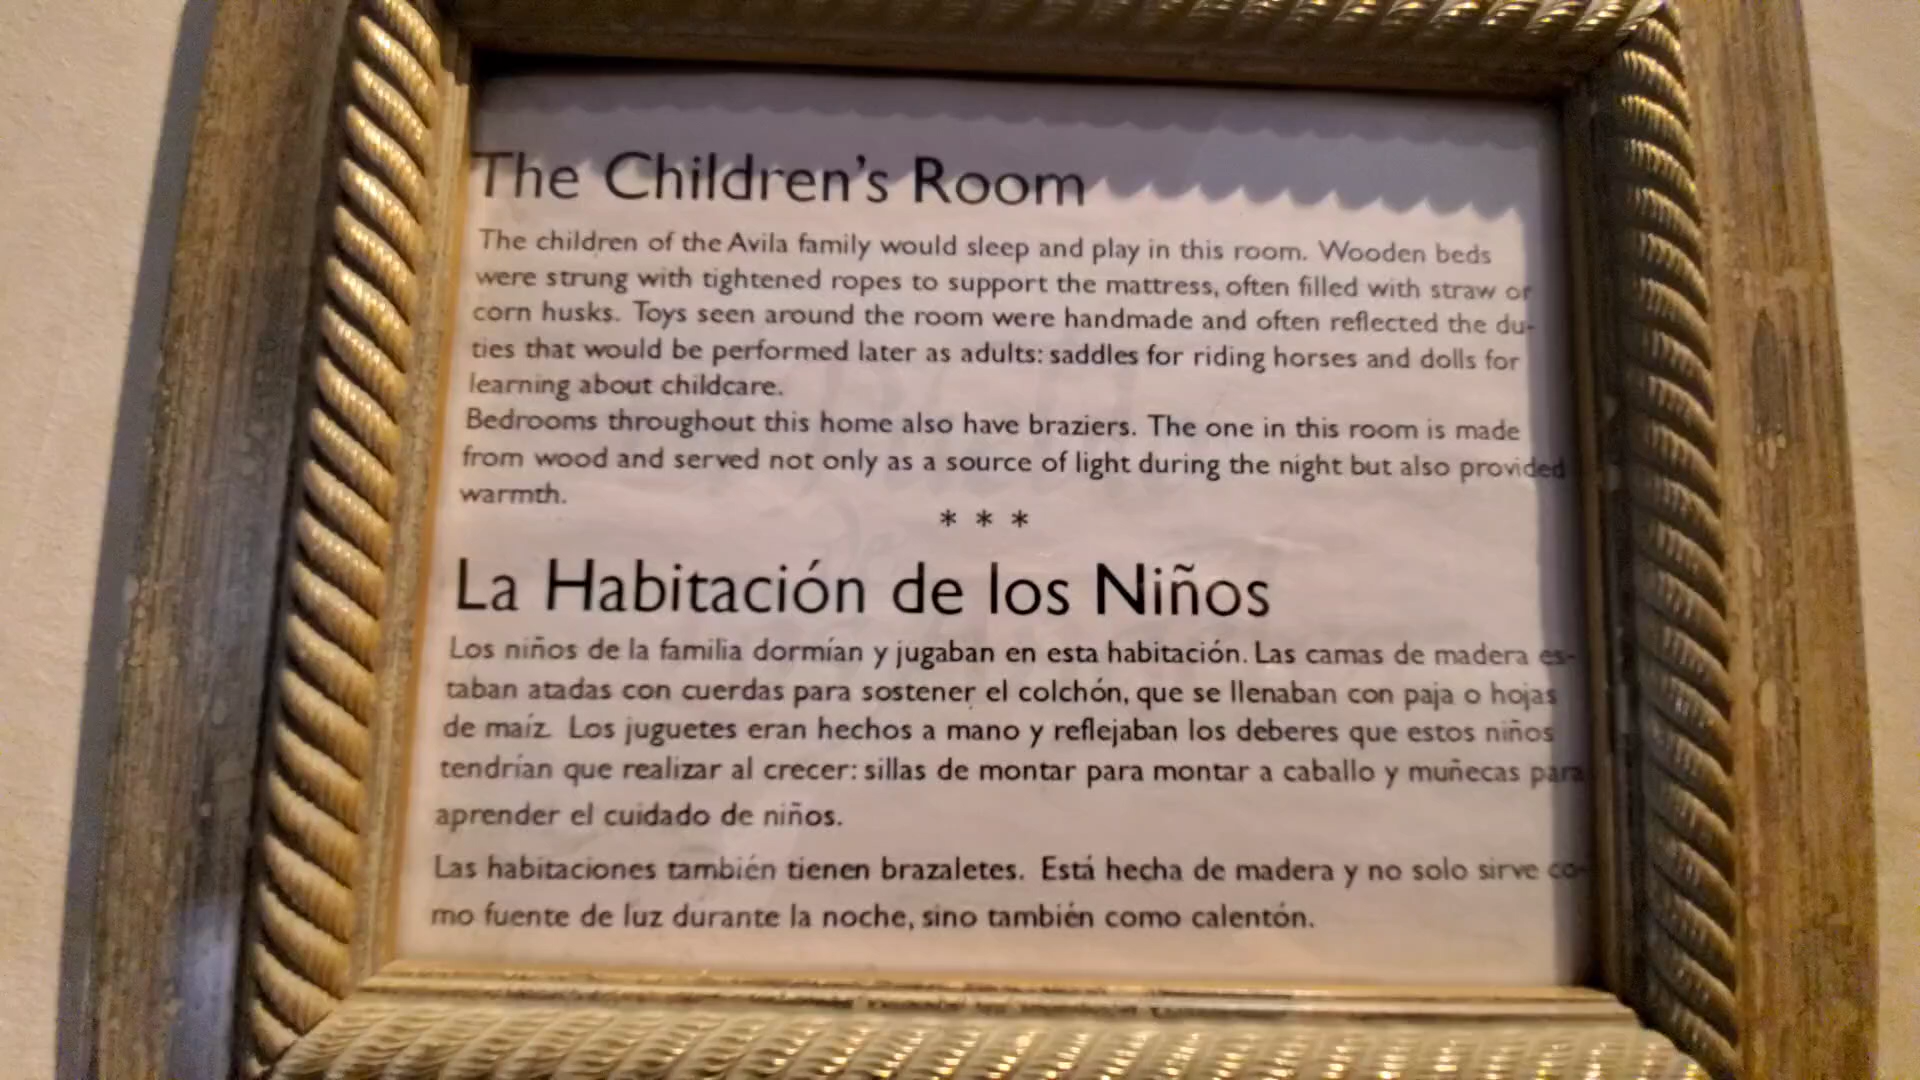 The Children's Room
The children of the Avila family would sleep and play in this room. Wooden beds
were strung with tightened ropes to support the mattress, often filled with straw or
corn husks. Toys seen around the room were handmade and often reflected the du-
ties that would be performed later as adults: saddles for riding horses and dolls for
learning about childcare.
Bedrooms throughout this home also have braziers. The one in this room is made
from wood and served not only as a source of light during the night but also provided
warmth.
* * *
La Habitación de los Niños
Los niños de la familia dormían y jugaban en esta habitación. Las camas de madera es-
taban atadas con cuerdas para sostener el colchón, que se llenaban con paja o hojas
de maíz. Los juguetes eran hechos a mano y reflejaban los deberes que estos niños
tendrían que realizar al crecer: sillas de montar para montar a caballo y muñecas para
aprender el cuidado de niños.
Las habitaciones también tienen brazaletes. Está hecha de madera y no solo sirve co-
mo fuente de luz durante la noche, sino también como calentón.